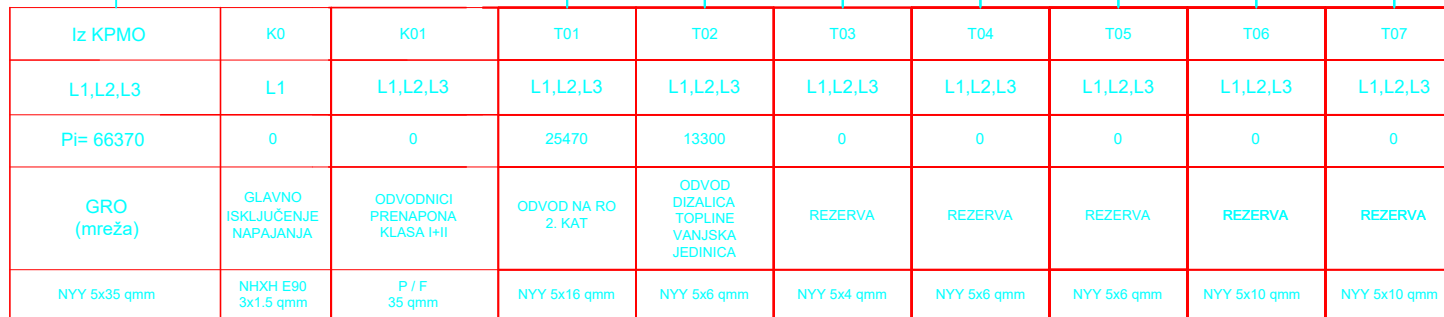 Iz KPMO K0 K01 T01 T02 T03 T04 T05 T06 T07
L1,L2,L3 L1 L1,L2,L3 L1,L2,L3 L1,L2,L3 L1,L2,L3 L1,L2,L3 L1,L2,L3 L1,L2,L3 L1,L2,L3
Pi= 66370 0 0 25470 13300 0 0 0 0 0
GRO
(mreža)
GLAVNO
ISKLJUČENJE
NAPAJANJA
ODVODNICI
PRENAPONA
KLASA I+II
ODVOD NA RO
2. KAT
ODVOD
DIZALICA
TOPLINE
VANJSKA
JEDINICA
REZERVA REZERVA REZERVA REZERVA REZERVA
NYY 5x35 qmm
NHXH E90
3x1.5 qmm
P / F
35 qmm
NYY 5x16 qmm NYY 5x6 qmm NYY 5x4 qmm NYY 5x6 qmm NYY 5x6 qmm NYY 5x10 qmm NYY 5x10 qmm